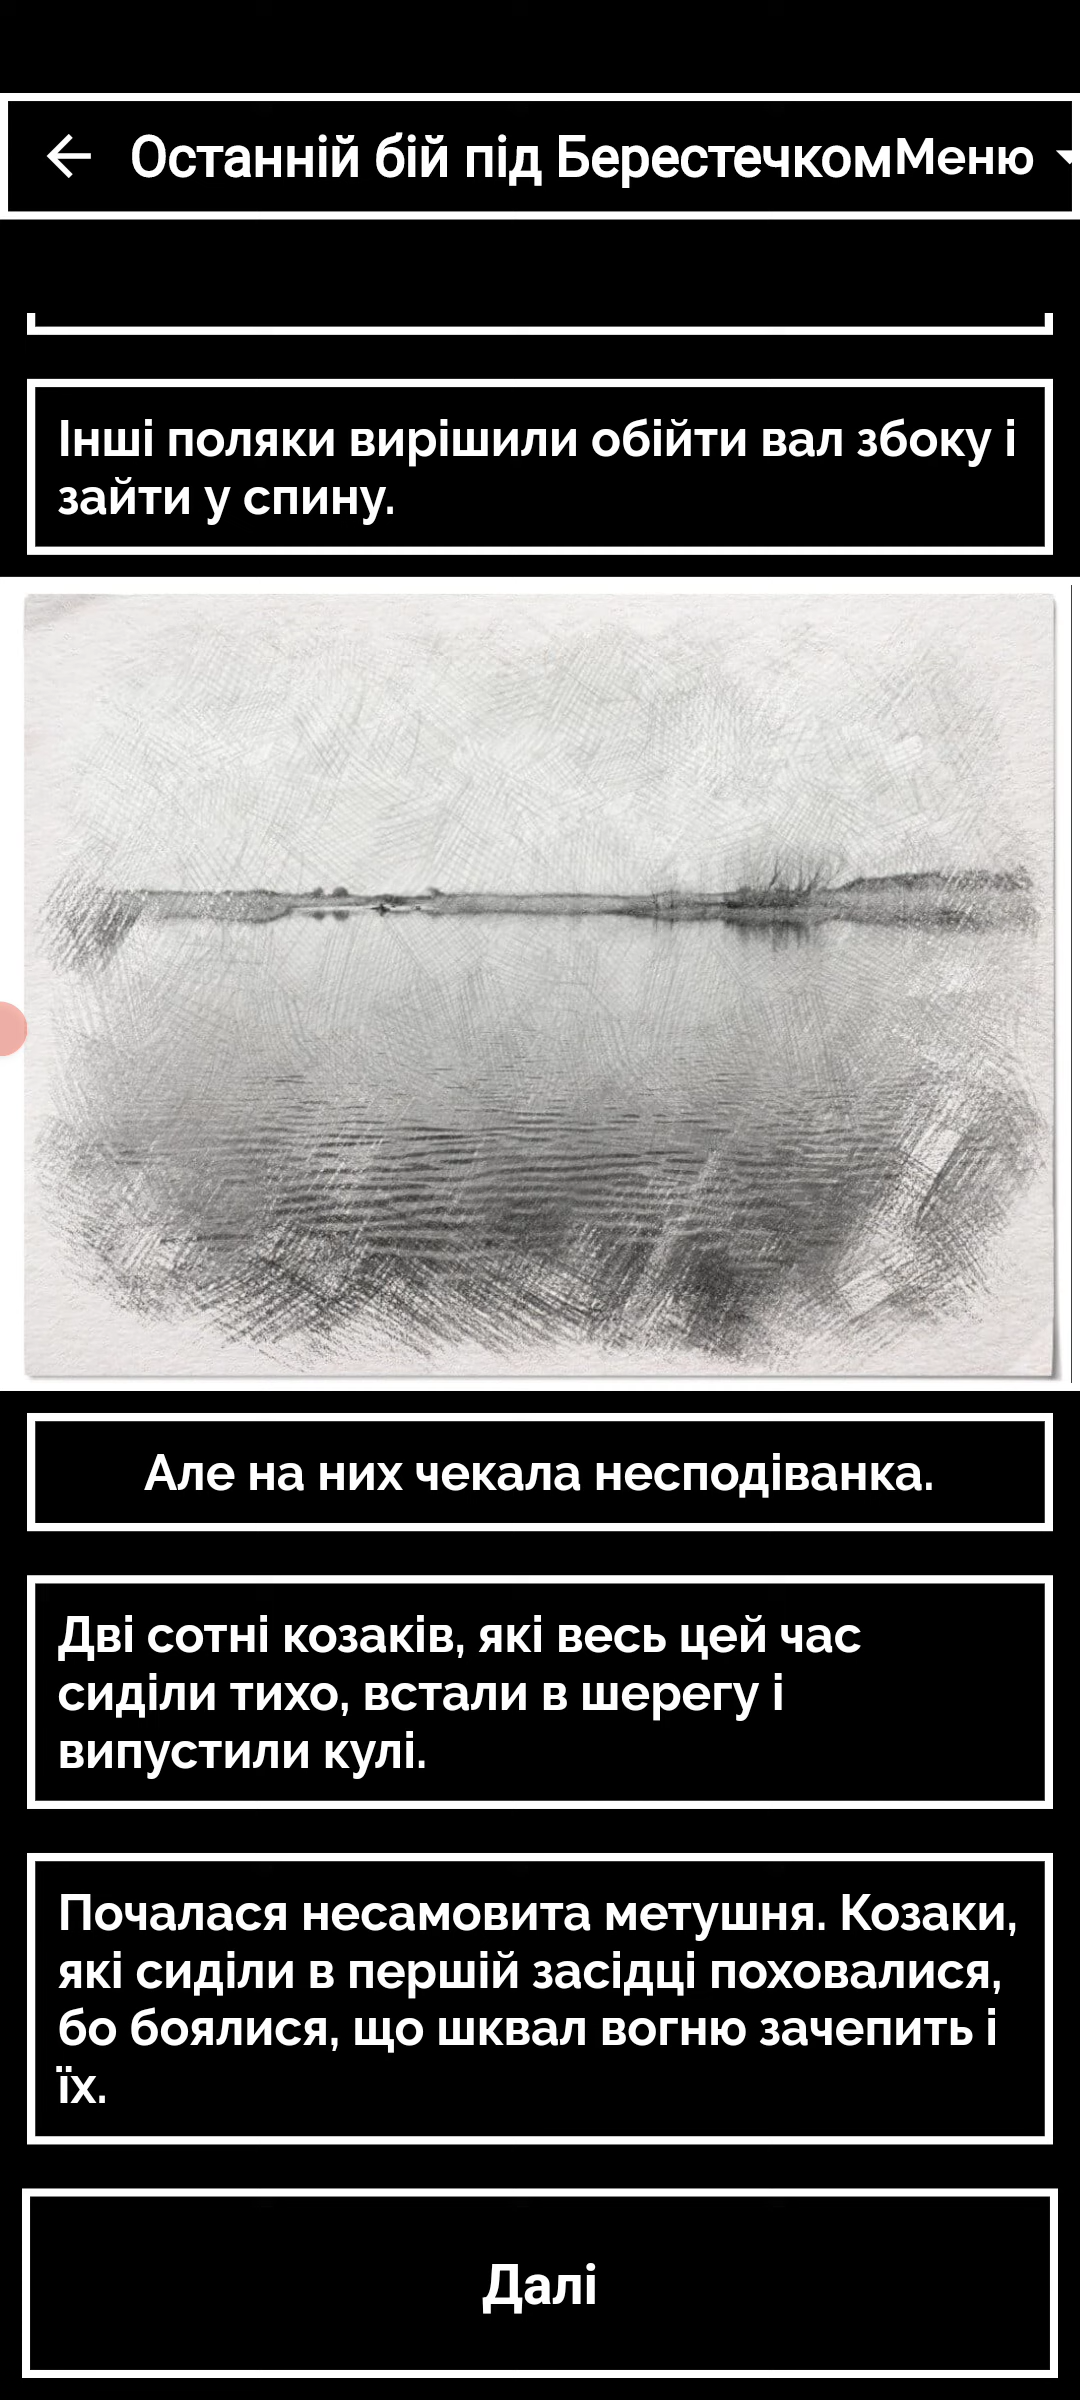 Останній бій під Берестечком
Меню
Інші поляки вирішили обійти вал збоку і
зайти у спину.
Але на них чекала несподіванка.
Дві сотні козаків, які весь цей час
сиділи тихо, встали в шерегу і
випустили кулі.
Почалася несамовита метушня. Козаки,
які сиділи в першій засідці поховалися,
бо боялися, що шквал вогню зачепить і
їх.
Далі